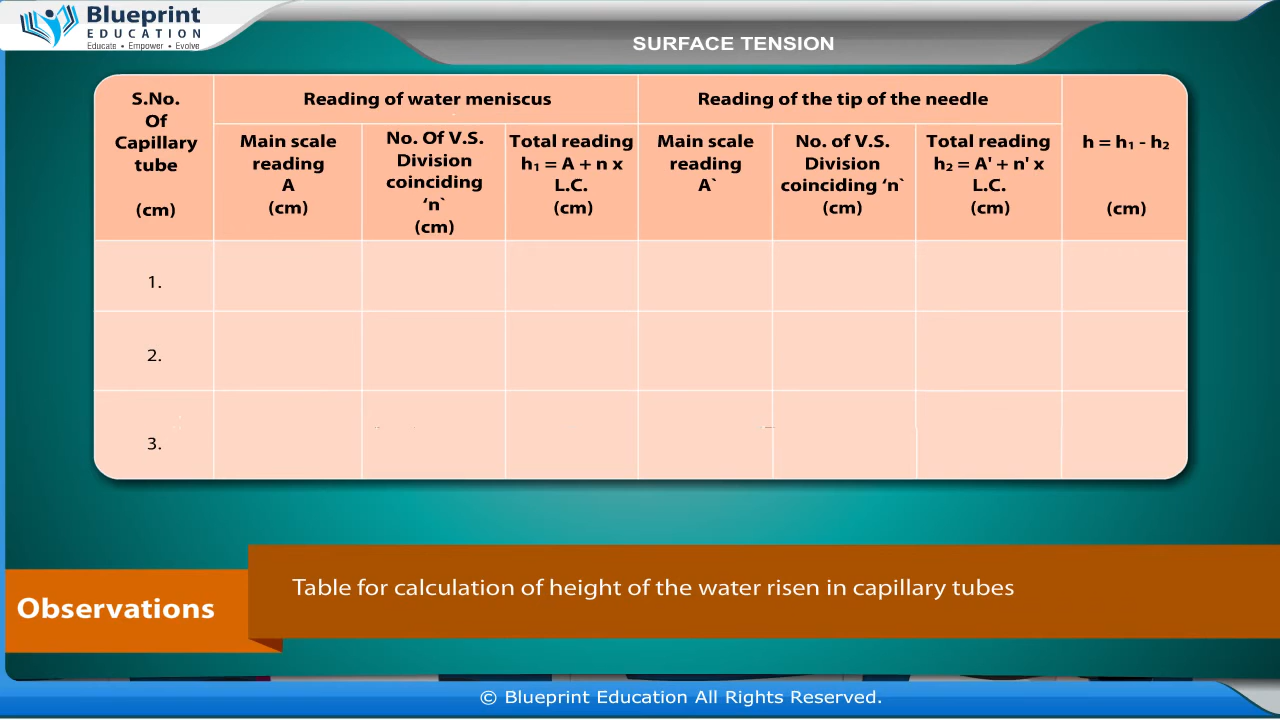 Blueprint
EDUCATION
Educate • Empower • Evolve
SURFACE TENSION
S.No.
Of
Capillary
tube
(cm)
Reading of water meniscus
Reading of the tip of the needle
Main scale
reading
A
(cm)
No. Of V.S.
Division
coinciding
‘n`
(cm)
Total reading
h₁ = A + n x
L.C.
(cm)
Main scale
reading
A`
No. of V.S.
Division
coinciding ‘n`
(cm)
Total reading
h₂ = A' + n' x
L.C.
(cm)
h = h₁ - h₂
(cm)
1.
2.
3.
Observations
Table for calculation of height of the water risen in capillary tubes
© Blueprint Education All Rights Reserved.